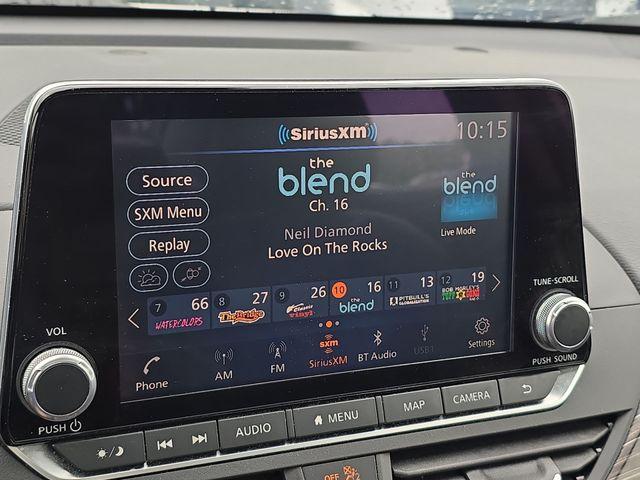 SiriusXM
10:15
Source
SXM Menu
Replay
the
blend
Ch. 16
Neil Diamond
Love On The Rocks
the
blend
Live Mode
7 66
WATERCOLORS
8 27
The Bridge
9 26
Classic
Vinyl
10 16
the
blend
11 13
PITBULL'S
GLOBALIZATION
12 19
BOB MARLEY'S
Phone
AM
FM
sxm
SiriusXM
BT Audio
USB1
Settings
VOL
PUSH
TUNE·SCROLL
PUSH SOUND
AUDIO
MENU
MAP
CAMERA
OFF